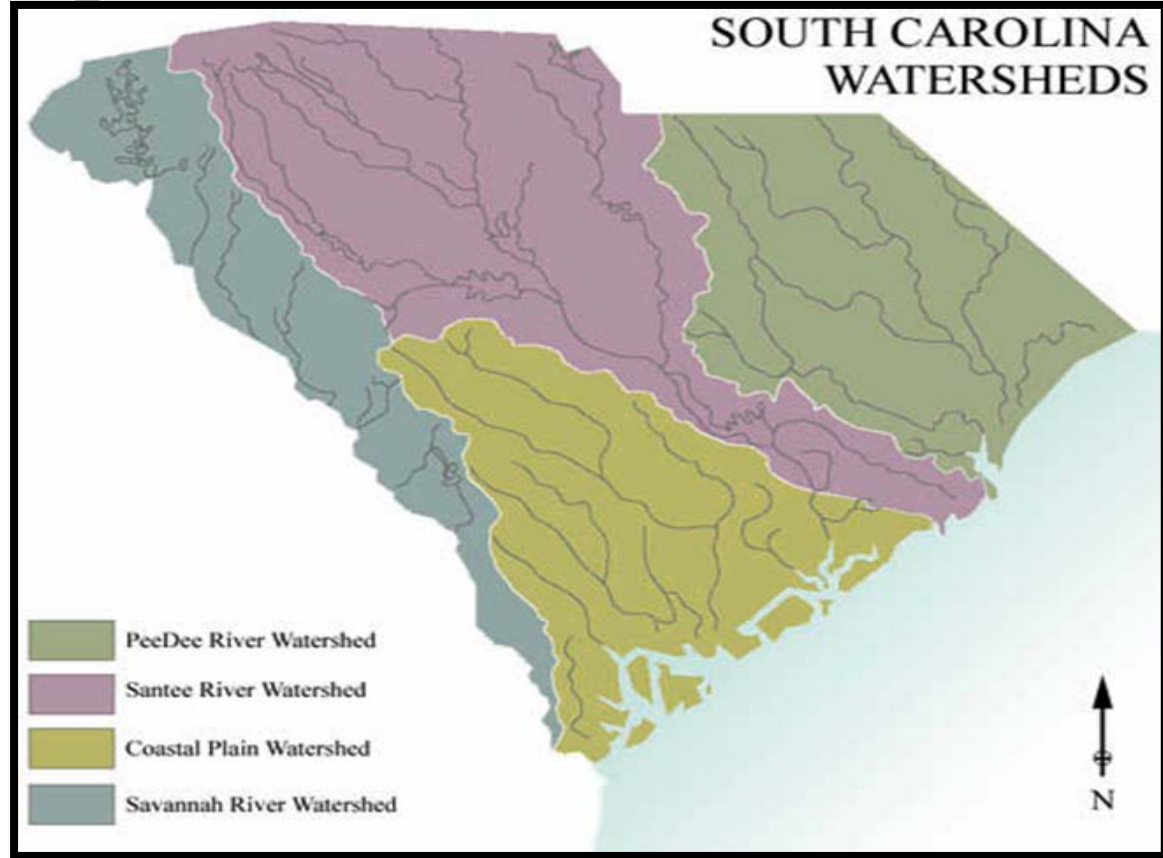 SOUTH CAROLINA
WATERSHEDS
PeeDee River Watershed
Santee River Watershed
Coastal Plain Watershed
Savannah River Watershed
N